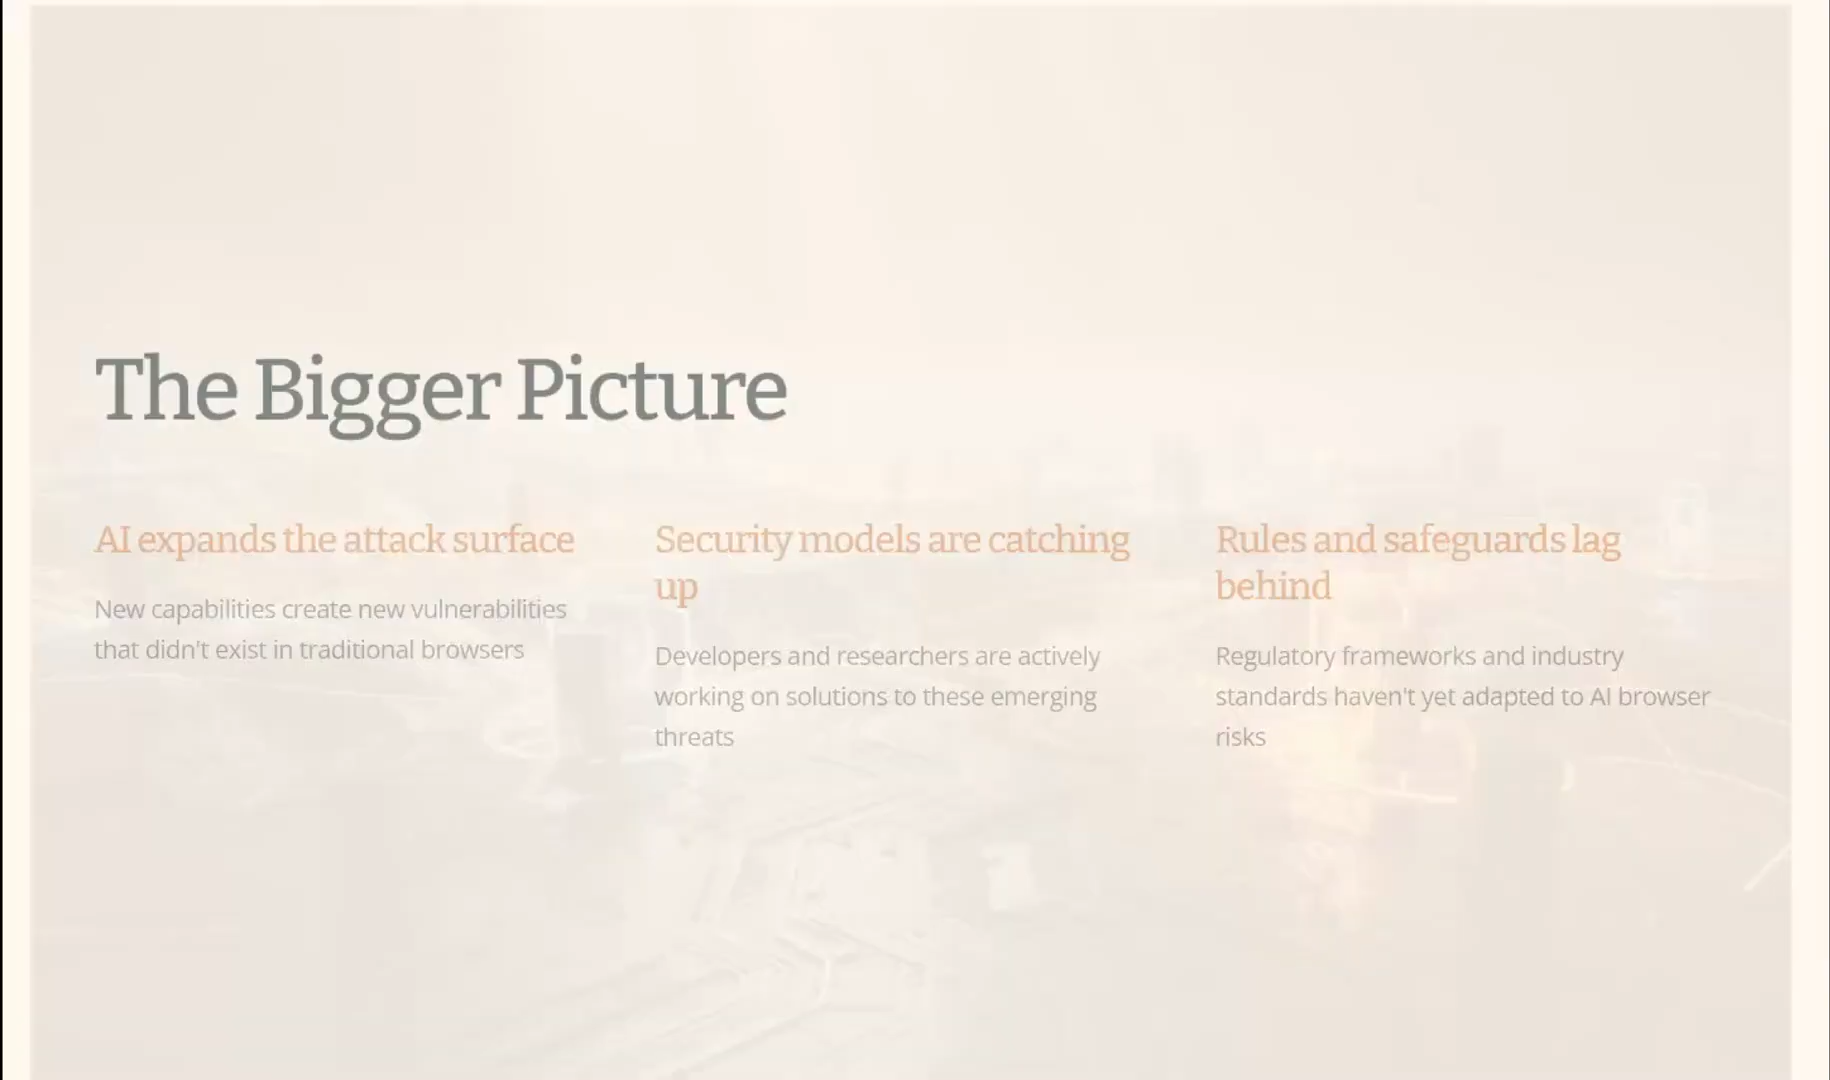 The Bigger Picture
AI expands the attack surface
New capabilities create new vulnerabilities
that didn't exist in traditional browsers
Security models are catching
up
Developers and researchers are actively
working on solutions to these emerging
threats
Rules and safeguards lag
behind
Regulatory frameworks and industry
standards haven't yet adapted to AI browser
risks